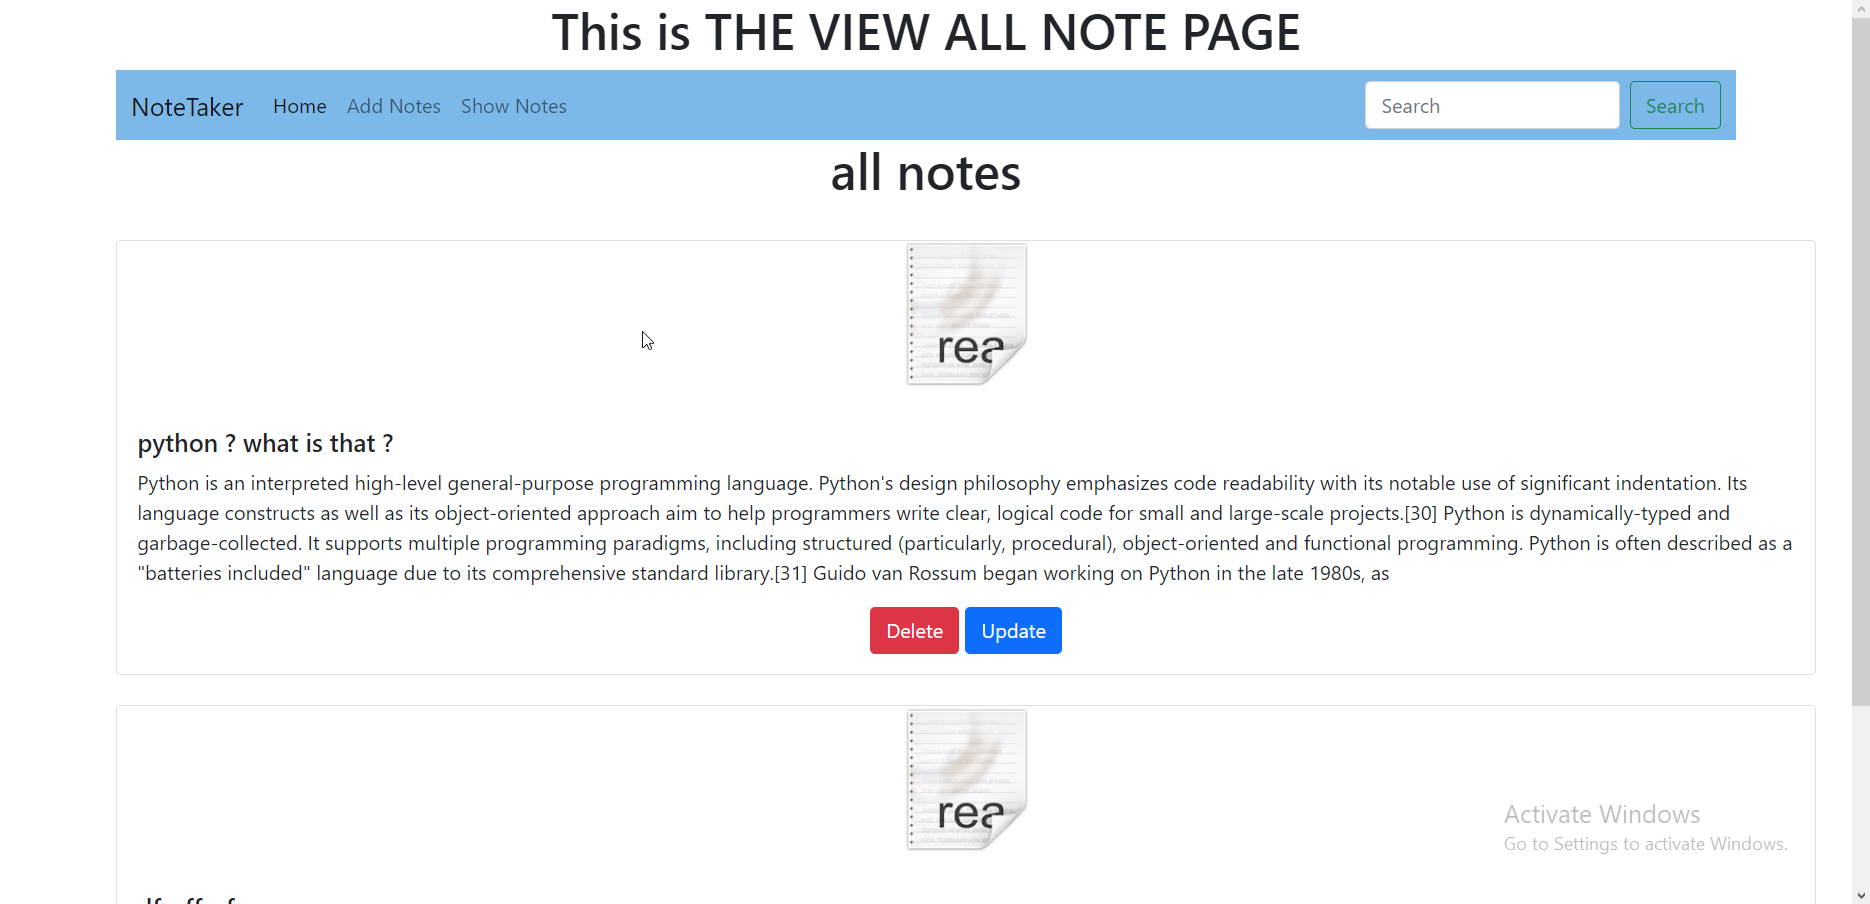 This is THE VIEW ALL NOTE PAGE
NoteTaker Home Add Notes Show Notes Search Search
all notes
rea
python ? what is that ?
Python is an interpreted high-level general-purpose programming language. Python's design philosophy emphasizes code readability with its notable use of significant indentation. Its
language constructs as well as its object-oriented approach aim to help programmers write clear, logical code for small and large-scale projects.[30] Python is dynamically-typed and
garbage-collected. It supports multiple programming paradigms, including structured (particularly, procedural), object-oriented and functional programming. Python is often described as a
"batteries included" language due to its comprehensive standard library.[31] Guido van Rossum began working on Python in the late 1980s, as
Delete Update
rea
Activate Windows
Go to Settings to activate Windows.